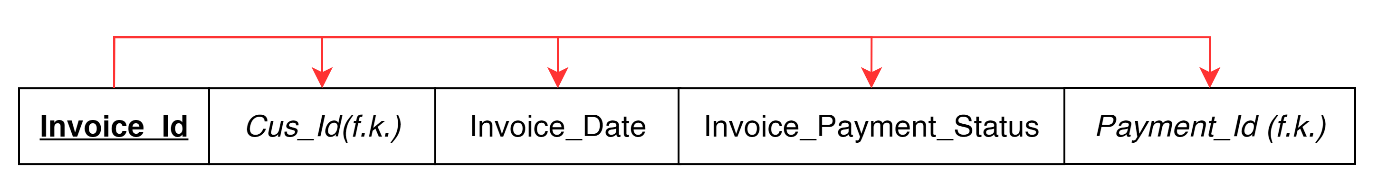 Invoice_Id Cus_Id(f.k.) Invoice_Date Invoice_Payment_Status Payment_Id (f.k.)